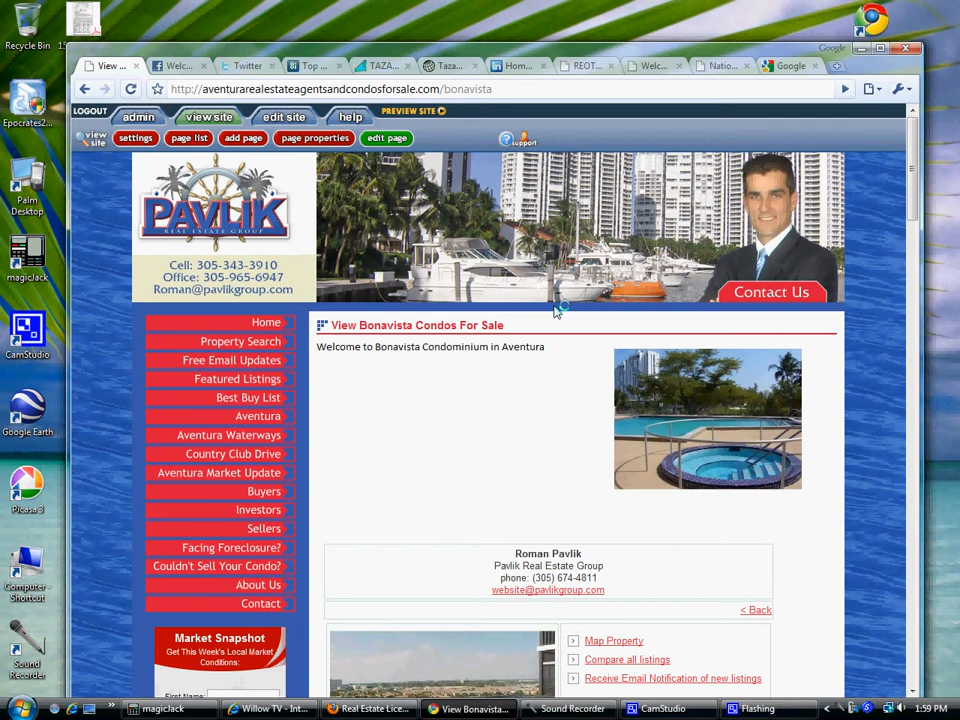 Recycle Bin
Google
View ...
Welc...
Twitter
Top ...
TAZA...
Taza...
Hom...
REOT...
Welc...
Natio...
Google
http://aventurarealestateagentsandcondosforsale.com/bonavista
LOGOUT
admin
view site
edit site
help
PREVIEW SITE
view site
settings
page list
add page
page properties
edit page
support
Epocrates2...
Palm Desktop
magicJack
CamStudio
Google Earth
Picasa 3
Computer - Shortcut
Sound Recorder
PAVLIK
REAL ESTATE GROUP
Cell: 305-343-3910
Office: 305-965-6947
Roman@pavlikgroup.com
Contact Us
Home
Property Search
Free Email Updates
Featured Listings
Best Buy List
Aventura
Aventura Waterways
Country Club Drive
Aventura Market Update
Buyers
Investors
Sellers
Facing Foreclosure?
Couldn't Sell Your Condo?
About Us
Contact
Market Snapshot
Get This Week's Local Market
Conditions:
First Name:
View Bonavista Condos For Sale
Welcome to Bonavista Condominium in Aventura
Roman Pavlik
Pavlik Real Estate Group
phone: (305) 674-4811
website@pavlikgroup.com
< Back
Map Property
Compare all listings
Receive Email Notification of new listings
magicJack
Willow TV - Int...
Real Estate Lice...
View Bonavista...
Sound Recorder
CamStudio
Flashing
1:59 PM